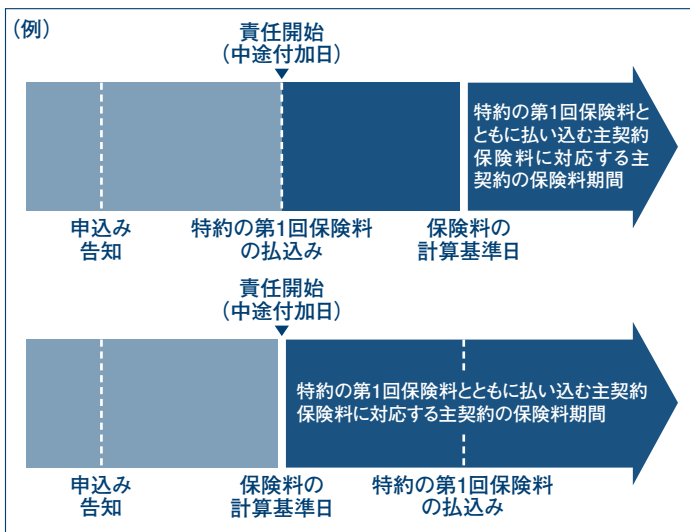 (例)
責任開始
(中途付加日)
特約の第1回保険料と
ともに払い込む主契約
保険料に対応する主
契約の保険料期間
申込み
告知
特約の第1回保険料
の払込み
保険料の
計算基準日
責任開始
(中途付加日)
特約の第1回保険料とともに払い込む主契約
保険料に対応する主契約の保険料期間
申込み
告知
保険料の
計算基準日
特約の第1回保険料
の払込み